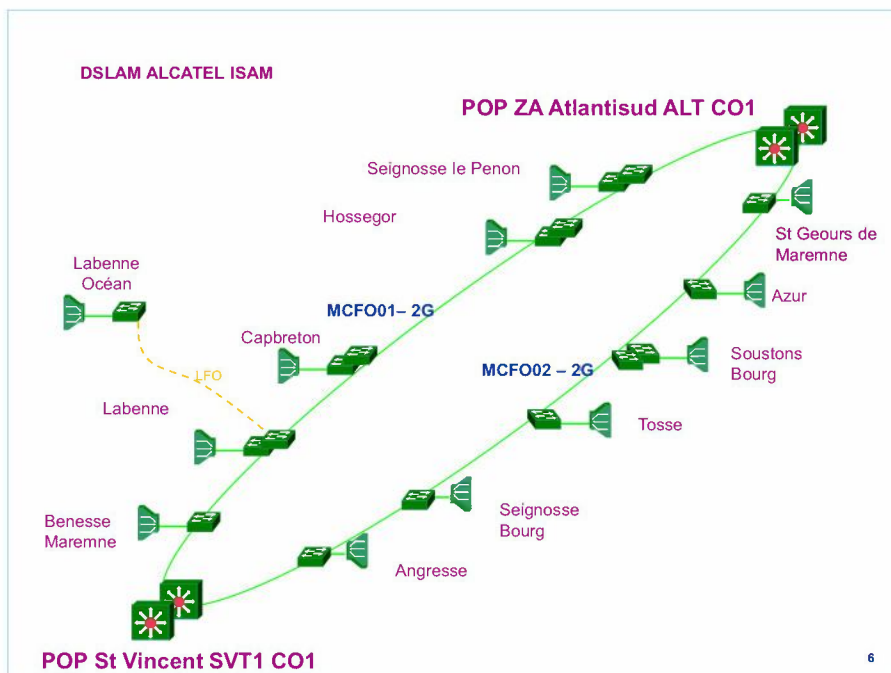 DSLAM ALCATEL ISAM
POP ZA Atlantisud ALT CO1
Seignosse le Penon
Hossegor
St Geours de
Maremne
Labenne
Océan
Azur
MCFO01– 2G
Capbreton
MCFO02 – 2G
Soustons
Bourg
LFO
Labenne
Tosse
Benesse
Maremne
Seignosse
Bourg
Angresse
POP St Vincent SVT1 CO1
6